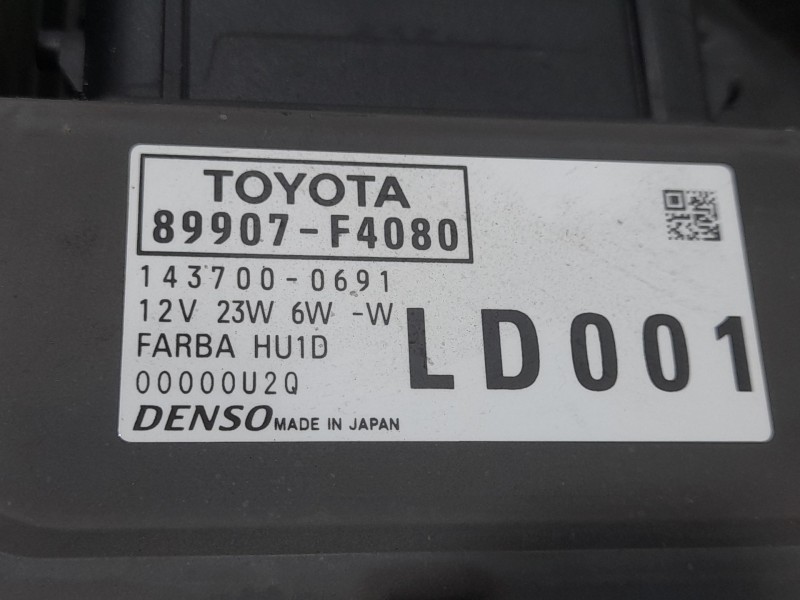 TOYOTA
89907-F4080
143700-0691
12V 23W 6W -W
FARBA HU1D
00000U2Q
LD001
DENSO MADE IN JAPAN